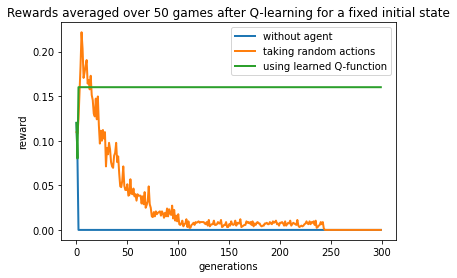 Rewards averaged over 50 games after Q-learning for a fixed initial state
without agent
taking random actions
using learned Q-function
0.20
0.15
0.10
0.05
0.00
reward
0 50 100 150 200 250 300
generations